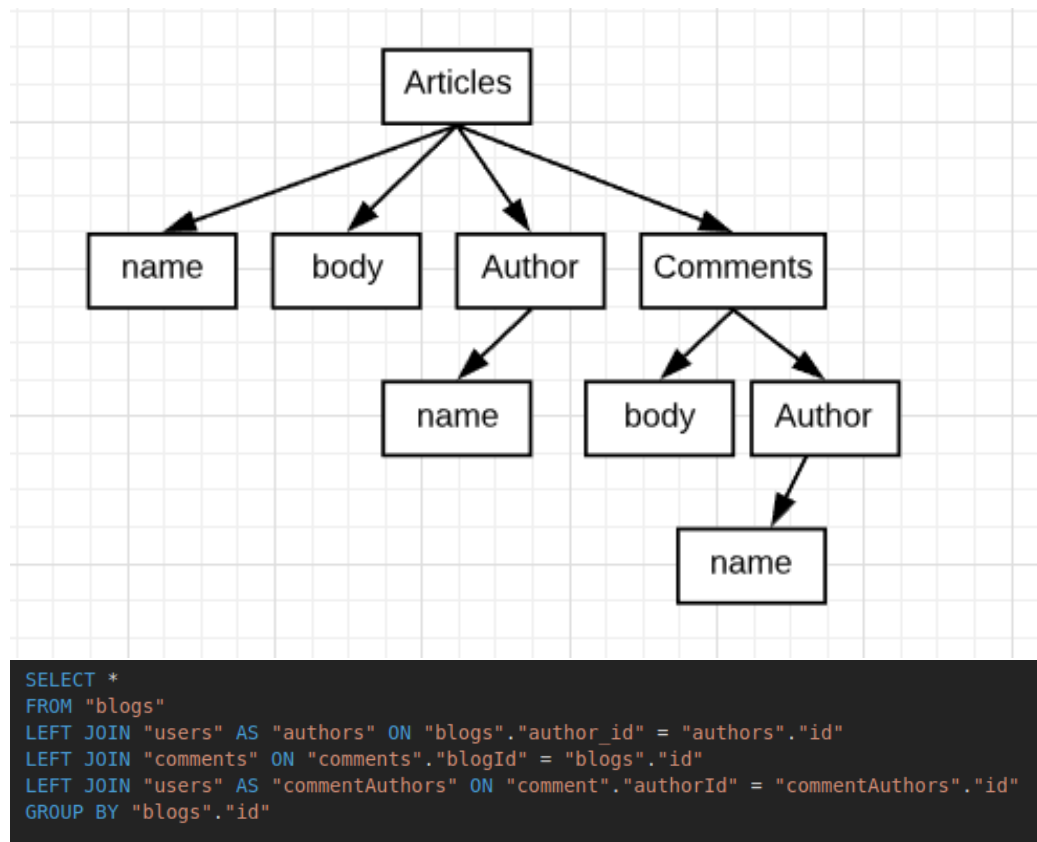 Articles
name
body
Author
Comments
name
body
Author
name
SELECT *
FROM "blogs"
LEFT JOIN "users" AS "authors" ON "blogs"."author_id" = "authors"."id"
LEFT JOIN "comments" ON "comments"."blogId" = "blogs"."id"
LEFT JOIN "users" AS "commentAuthors" ON "comment"."authorId" = "commentAuthors"."id"
GROUP BY "blogs"."id"